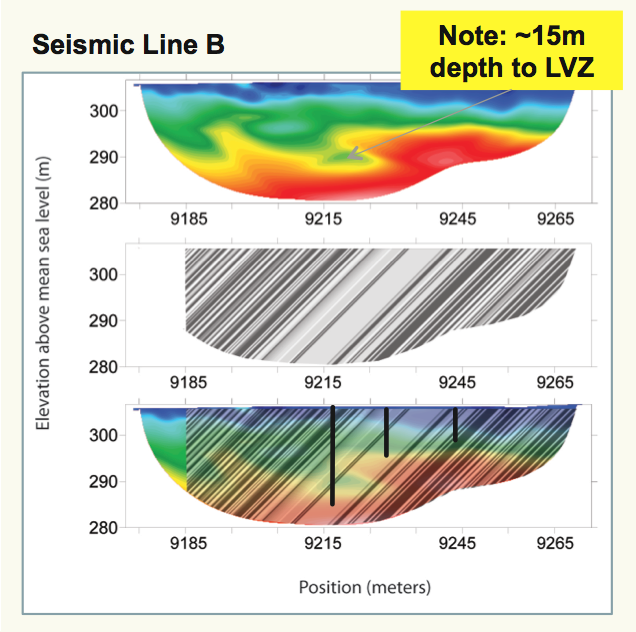 Seismic Line B
Note: ~15m
depth to LVZ
Elevation above mean sea level (m)
300
290
280
9185 9215 9245 9265
300
290
280
9185 9215 9245 9265
300
290
280
9185 9215 9245 9265
Position (meters)